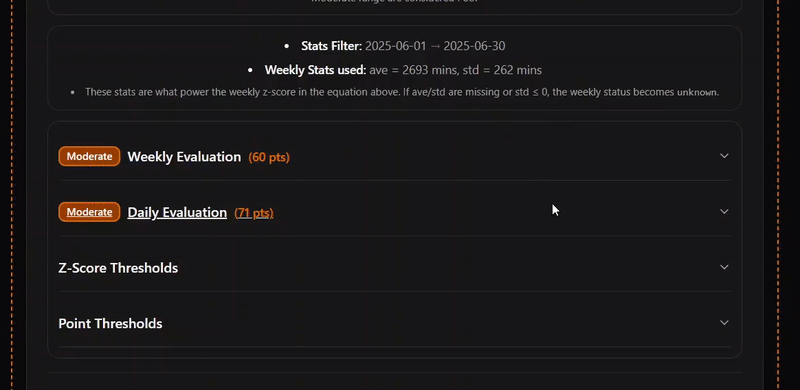 Stats Filter: 2025-06-01 → 2025-06-30
Weekly Stats used: ave = 2693 mins, std = 262 mins
These stats are what power the weekly z-score in the equation above. If ave/std are missing or std ≤ 0, the weekly status becomes unknown.
Moderate Weekly Evaluation (60 pts)
Moderate Daily Evaluation (71 pts)
Z-Score Thresholds
Point Thresholds